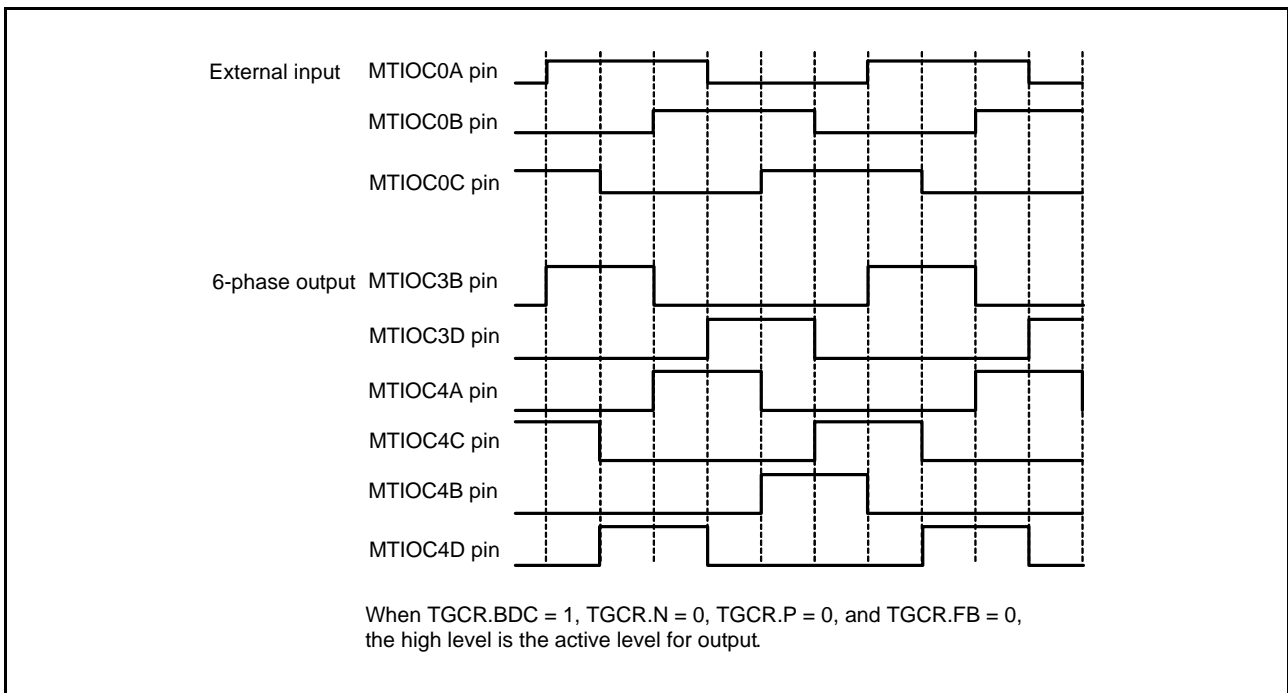 External input MTIOC0A pin
MTIOC0B pin
MTIOC0C pin
6-phase output MTIOC3B pin
MTIOC3D pin
MTIOC4A pin
MTIOC4C pin
MTIOC4B pin
MTIOC4D pin
When TGCR.BDC = 1, TGCR.N = 0, TGCR.P = 0, and TGCR.FB = 0,
the high level is the active level for output.